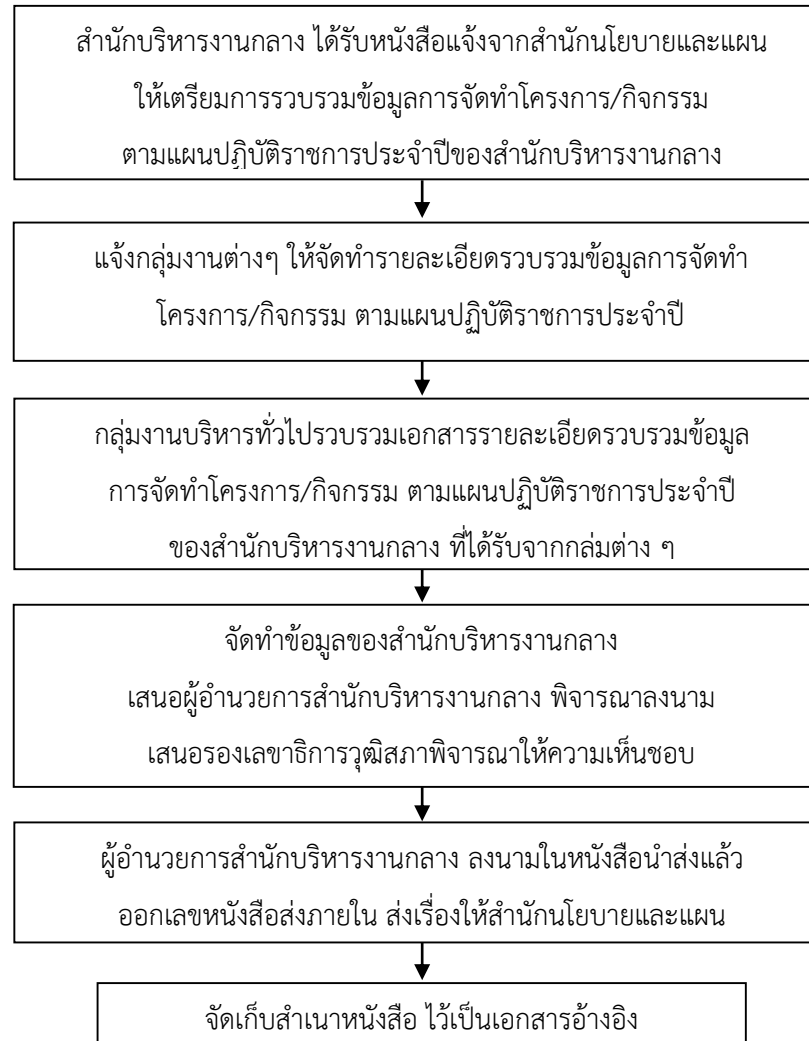 สำนักบริหารงานกลาง ได้รับหนังสือแจ้งจากสำนักนโยบายและแผน
ให้เตรียมการรวบรวมข้อมูลการจัดทำโครงการ/กิจกรรม
ตามแผนปฏิบัติราชการประจำปีของสำนักบริหารงานกลาง
แจ้งกลุ่มงานต่างๆ ให้จัดทำรายละเอียดรวบรวมข้อมูลการจัดทำ
โครงการ/กิจกรรม ตามแผนปฏิบัติราชการประจำปี
กลุ่มงานบริหารทั่วไปรวบรวมเอกสารรายละเอียดรวบรวมข้อมูล
การจัดทำโครงการ/กิจกรรม ตามแผนปฏิบัติราชการประจำปี
ของสำนักบริหารงานกลาง ที่ได้รับจากกลุ่มต่าง ๆ
จัดทำข้อมูลของสำนักบริหารงานกลาง
เสนอผู้อำนวยการสำนักบริหารงานกลาง พิจารณาลงนาม
เสนอรองเลขาธิการวุฒิสภาพิจารณาให้ความเห็นชอบ
ผู้อำนวยการสำนักบริหารงานกลาง ลงนามในหนังสือนำส่งแล้ว
ออกเลขหนังสือส่งภายใน ส่งเรื่องให้สำนักนโยบายและแผน
จัดเก็บสำเนาหนังสือ ไว้เป็นเอกสารอ้างอิง